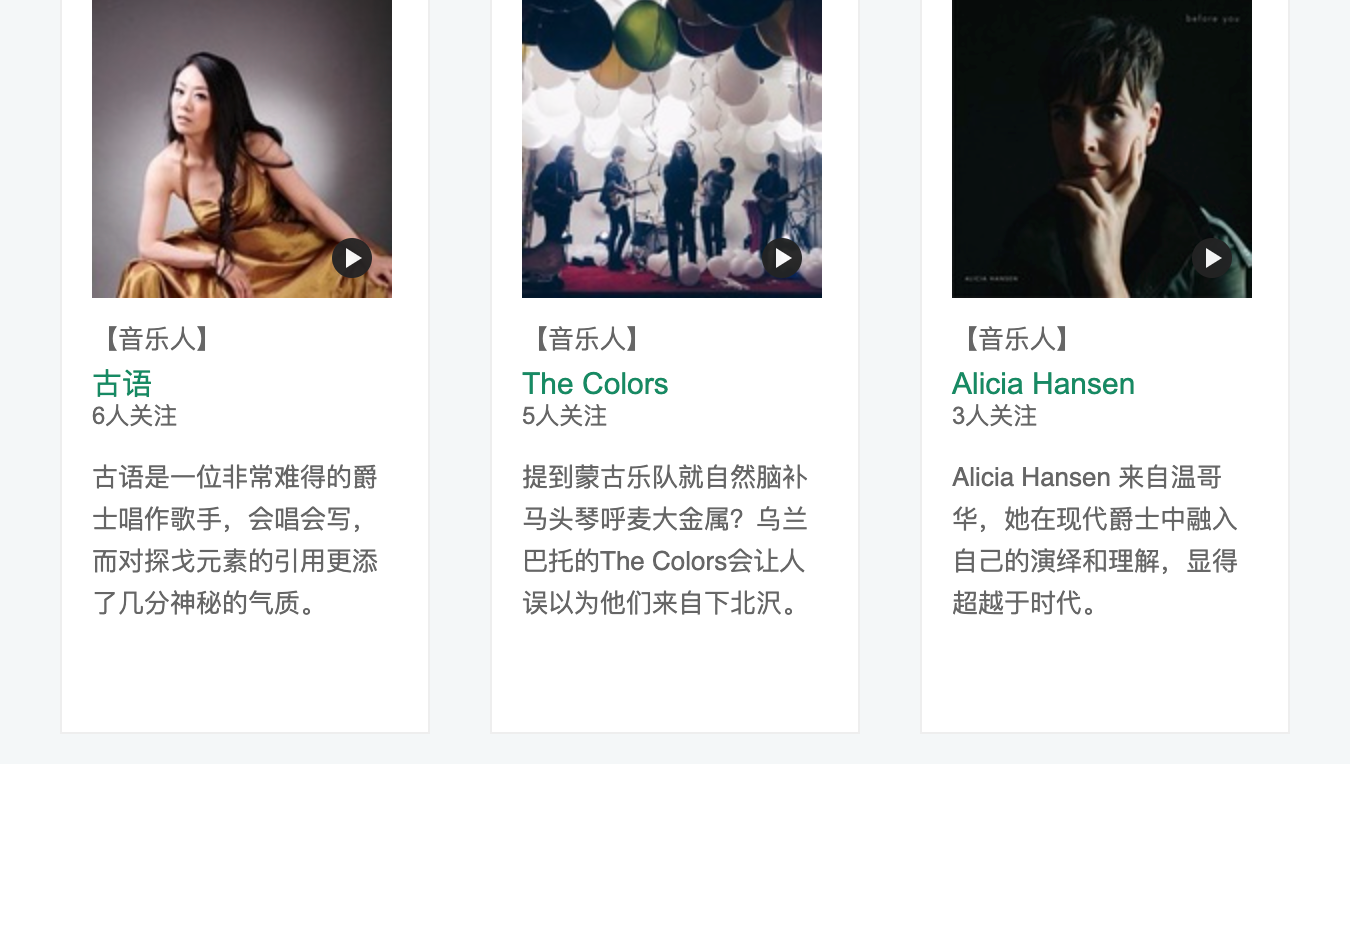 before you
ALICIA HANSEN
【音乐人】
古语
6人关注
古语是一位非常难得的爵
士唱作歌手，会唱会写，
而对探戈元素的引用更添
了几分神秘的气质。
【音乐人】
The Colors
5人关注
提到蒙古乐队就自然脑补
马头琴呼麦大金属？乌兰
巴托的The Colors会让人
误以为他们来自下北沢。
【音乐人】
Alicia Hansen
3人关注
Alicia Hansen 来自温哥
华，她在现代爵士中融入
自己的演绎和理解，显得
超越于时代。